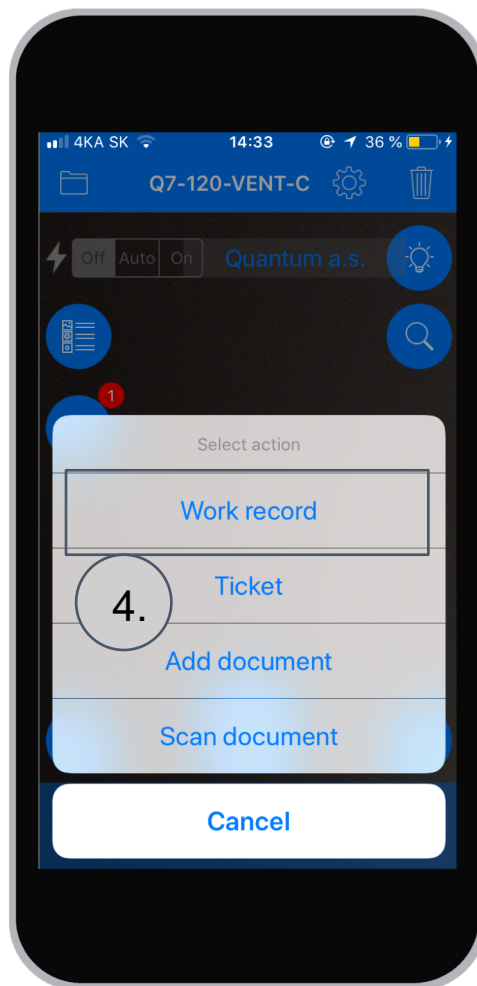 4KA SK 14:33 36 %
Q7-120-VENT-C
Off Auto On Quantum a.s.
1
Select action
Work record
Ticket
4.
Add document
Scan document
Cancel